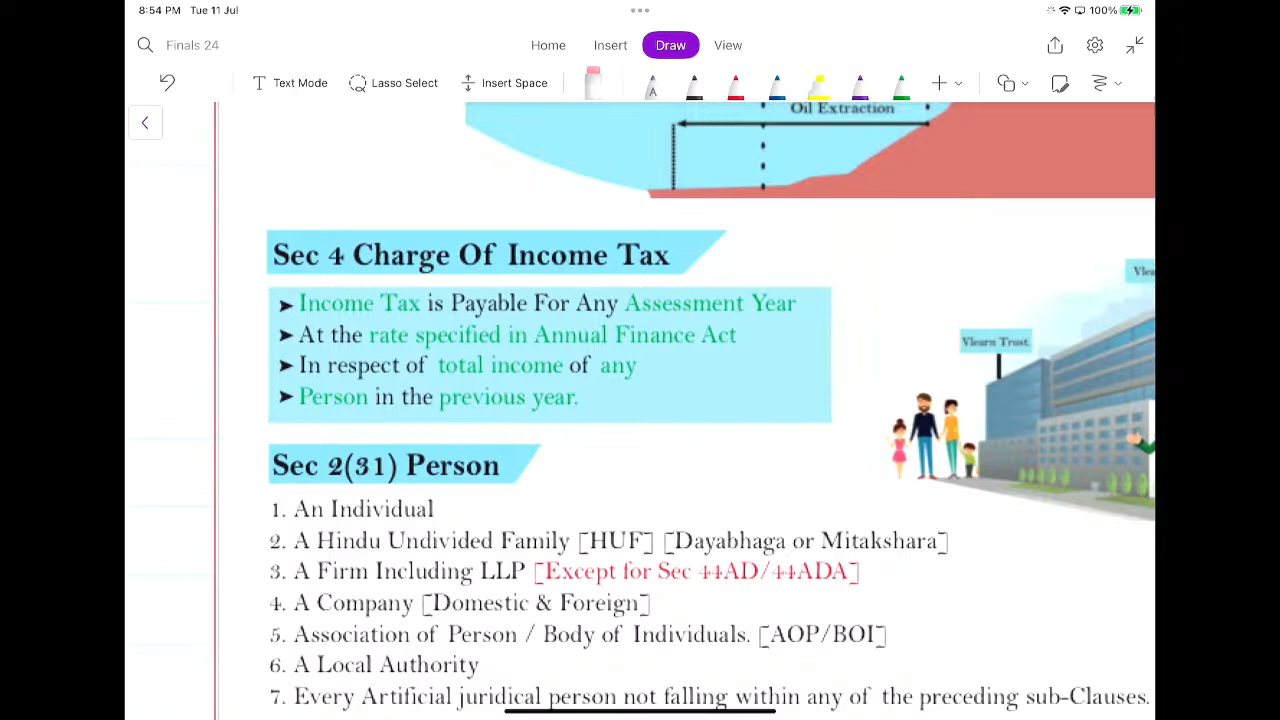 8:54 PM Tue 11 Jul
100%
Finals 24
Home Insert Draw View
Text Mode Lasso Select Insert Space
A
Oil Extraction
Sec 4 Charge Of Income Tax
➤ Income Tax is Payable For Any Assessment Year
➤ At the rate specified in Annual Finance Act
➤ In respect of total income of any
➤ Person in the previous year.
Vlearn Trust
Sec 2(31) Person
1. An Individual
2. A Hindu Undivided Family [HUF] [Dayabhaga or Mitakshara]
3. A Firm Including LLP [Except for Sec 44AD/44ADA]
4. A Company [Domestic & Foreign]
5. Association of Person / Body of Individuals. [AOP/BOI]
6. A Local Authority
7. Every Artificial juridical person not falling within any of the preceding sub-Clauses.